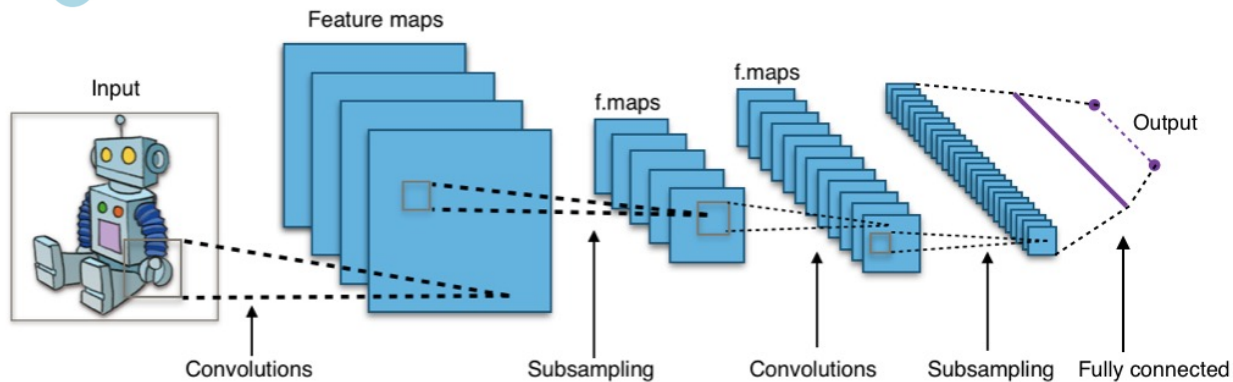 Feature maps
Input
f.maps
f.maps
Output
Convolutions
Subsampling
Convolutions
Subsampling
Fully connected